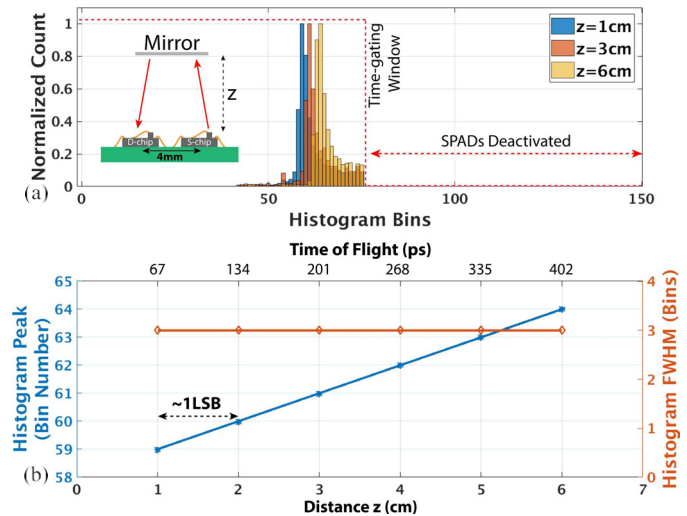 1
0.8
0.6
0.4
0.2
0
Normalized Count
Mirror
z
D-chip
S-chip
4mm
Time-gating
Window
z=1cm
z=3cm
z=6cm
SPADs Deactivated
0
50
100
150
(a)
Histogram Bins
Time of Flight (ps)
67
134
201
268
335
402
65
64
63
62
61
60
59
58
Histogram Peak
(Bin Number)
~1LSB
4
3
2
1
0
Histogram FWHM (Bins)
0
1
2
3
4
5
6
7
(b)
Distance z (cm)